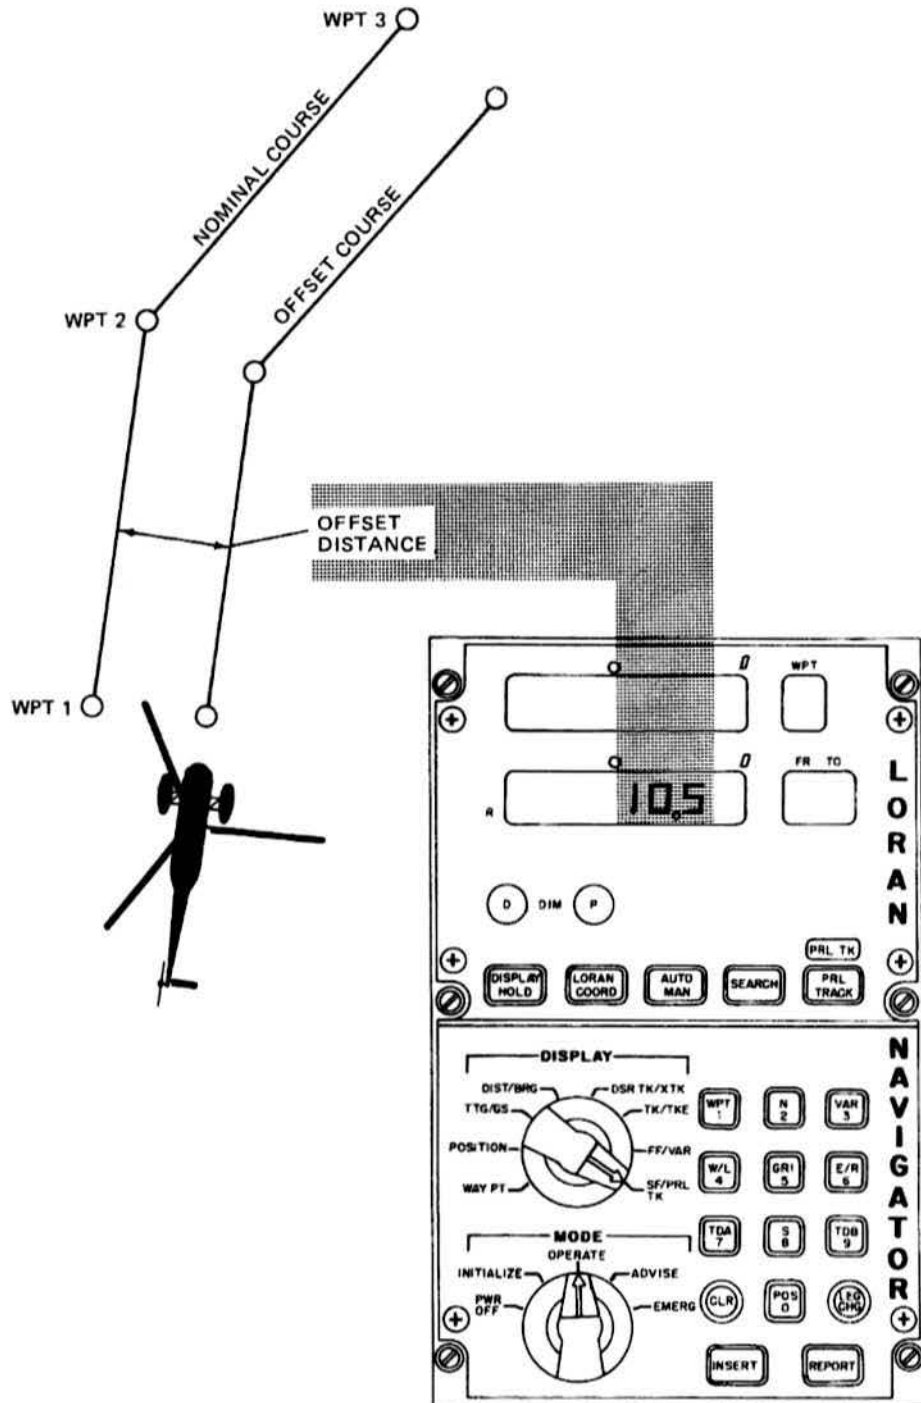 WPT 3
NOMINAL COURSE
OFFSET COURSE
WPT 2
OFFSET
DISTANCE
WPT 1
D
WPT
D
FR TO
R
10.5
LORAN
D DIM P
PRL TK
DISPLAY
HOLD
LORAN
COORD
AUTO
MAN
SEARCH
PRL
TRACK
NAVIGATOR
DISPLAY
DIST/BRG
DSR TK/XTK
TTG/GS
TK/TKE
POSITION
FF/VAR
WAY PT
SF/PRL
TK
WPT
1
N
2
VAR
3
W/L
4
GRI
5
E/R
6
TDA
7
S
8
TDB
9
CLR
POS
0
LEG
CHG
MODE
OPERATE
INITIALIZE
ADVISE
PWR
OFF
EMERG
INSERT
REPORT